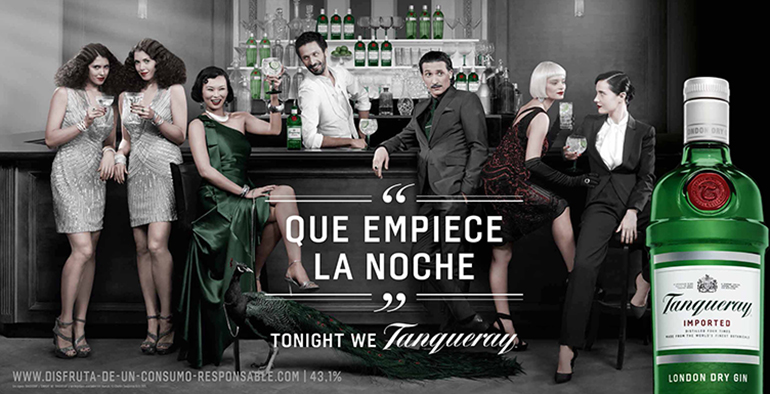 “
QUE EMPIECE
LA NOCHE
”
TONIGHT WE Tanqueray
WWW.DISFRUTA-DE-UN-CONSUMO-RESPONSABLE.COM | 43,1%
LONDON DRY
Tanqueray
IMPORTED
LONDON DRY GIN